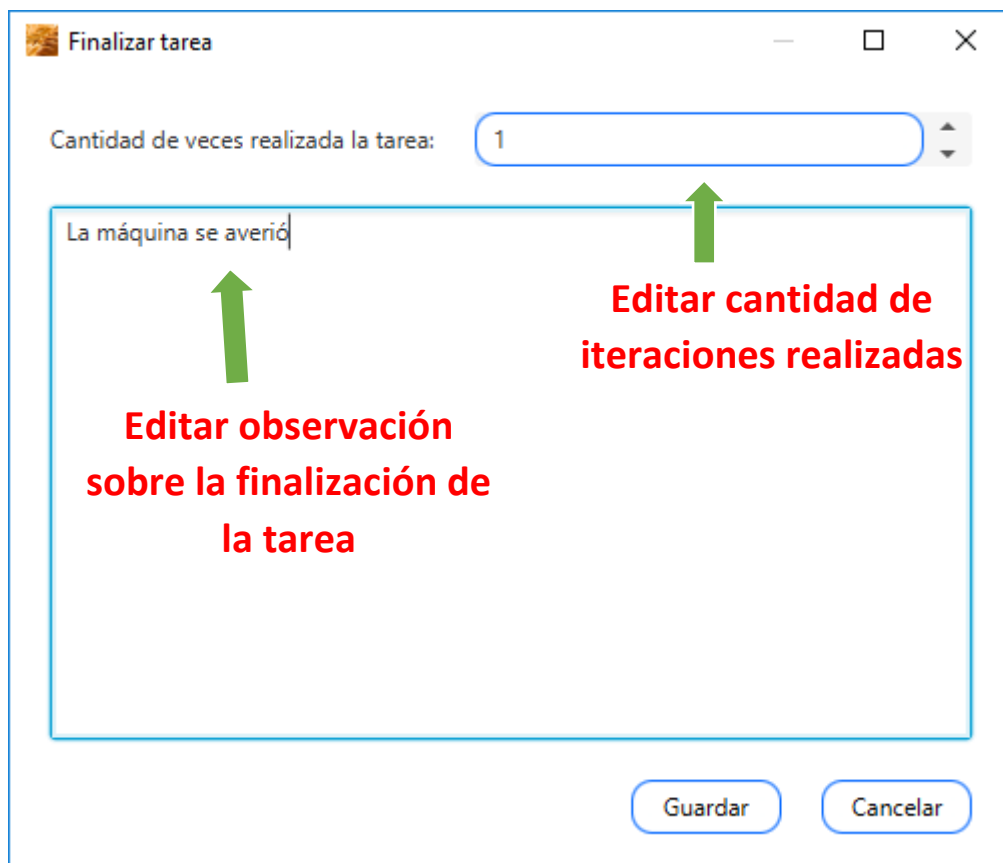 Finalizar tarea
Cantidad de veces realizada la tarea:
1
La máquina se averió
Editar cantidad de
iteraciones realizadas
Editar observación
sobre la finalización de
la tarea
Guardar
Cancelar